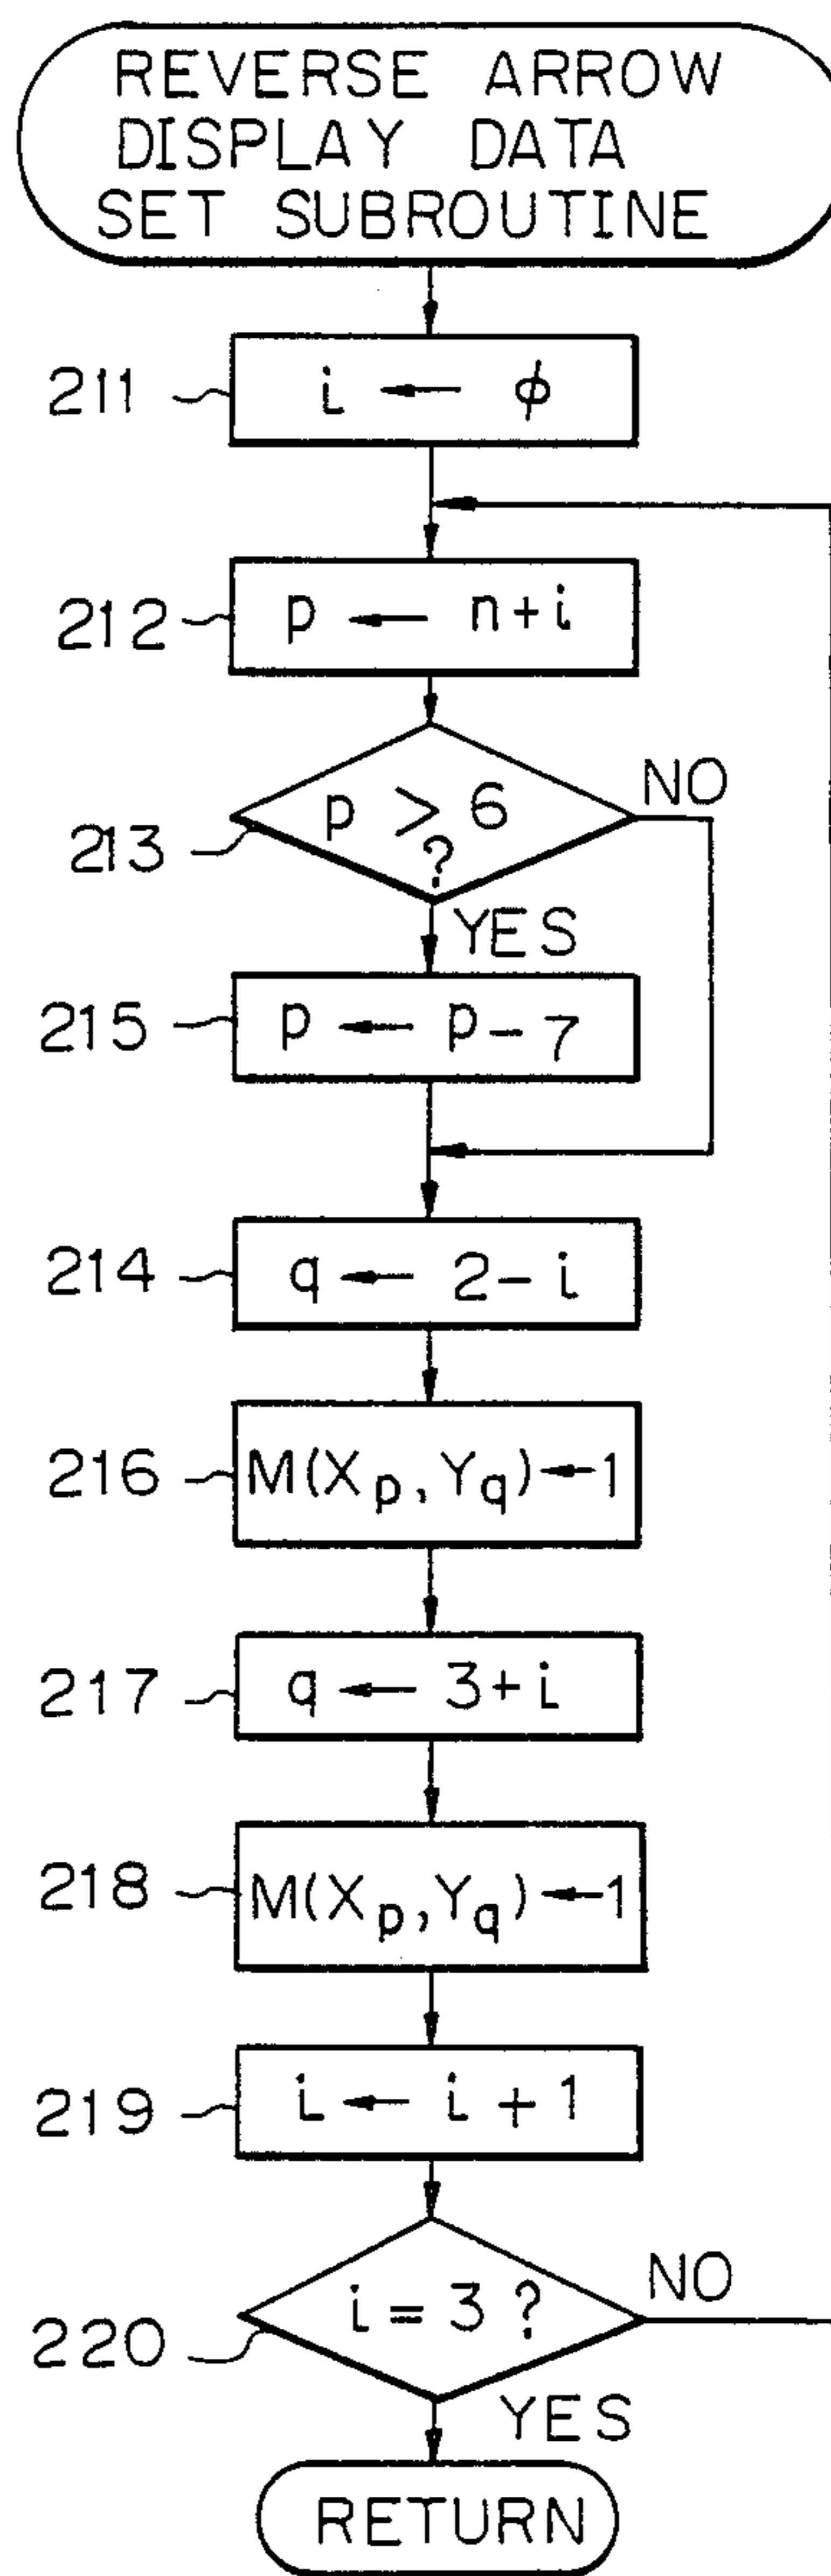 REVERSE ARROW
DISPLAY DATA
SET SUBROUTINE
211
i ← ϕ
212
p ← n+i
213
p > 6
?
NO
YES
215
p ← p-7
214
q ← 2-i
216
M(Xp, Yq)←1
217
q ← 3+i
218
M(Xp, Yq)←1
219
i ← i+1
220
i = 3 ?
NO
YES
RETURN